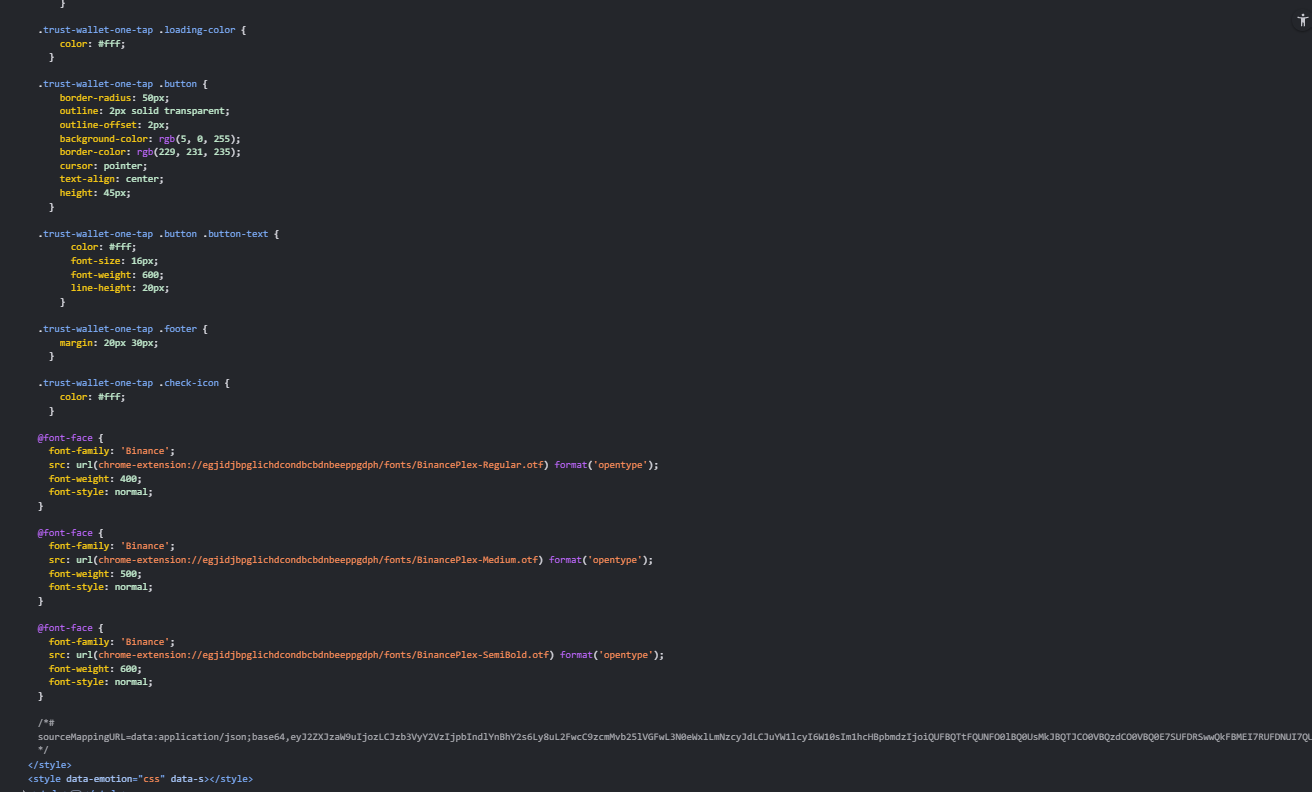 }
.trust-wallet-one-tap .loading-color {
color: #fff;
}
.trust-wallet-one-tap .button {
border-radius: 50px;
outline: 2px solid transparent;
outline-offset: 2px;
background-color: rgb(5, 0, 255);
border-color: rgb(229, 231, 235);
cursor: pointer;
text-align: center;
height: 45px;
}
.trust-wallet-one-tap .button .button-text {
color: #fff;
font-size: 16px;
font-weight: 600;
line-height: 20px;
}
.trust-wallet-one-tap .footer {
margin: 20px 30px;
}
.trust-wallet-one-tap .check-icon {
color: #fff;
}
@font-face {
font-family: 'Binance';
src: url(chrome-extension://egjidjbpglichdcondbcbdnbeeppgdph/fonts/BinancePlex-Regular.otf) format('opentype');
font-weight: 400;
font-style: normal;
}
@font-face {
font-family: 'Binance';
src: url(chrome-extension://egjidjbpglichdcondbcbdnbeeppgdph/fonts/BinancePlex-Medium.otf) format('opentype');
font-weight: 500;
font-style: normal;
}
@font-face {
font-family: 'Binance';
src: url(chrome-extension://egjidjbpglichdcondbcbdnbeeppgdph/fonts/BinancePlex-SemiBold.otf) format('opentype');
font-weight: 600;
font-style: normal;
}
/*#
sourceMappingURL=data:application/json;base64,
*/
</style>
<style data-emotion="css" data-s></style>